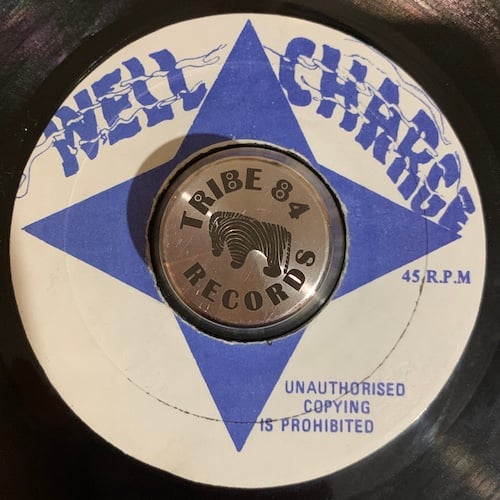 WELL CHARGE
TRIBE 84
RECORDS
45 R.P.M
UNAUTHORISED
COPYING
IS PROHIBITED